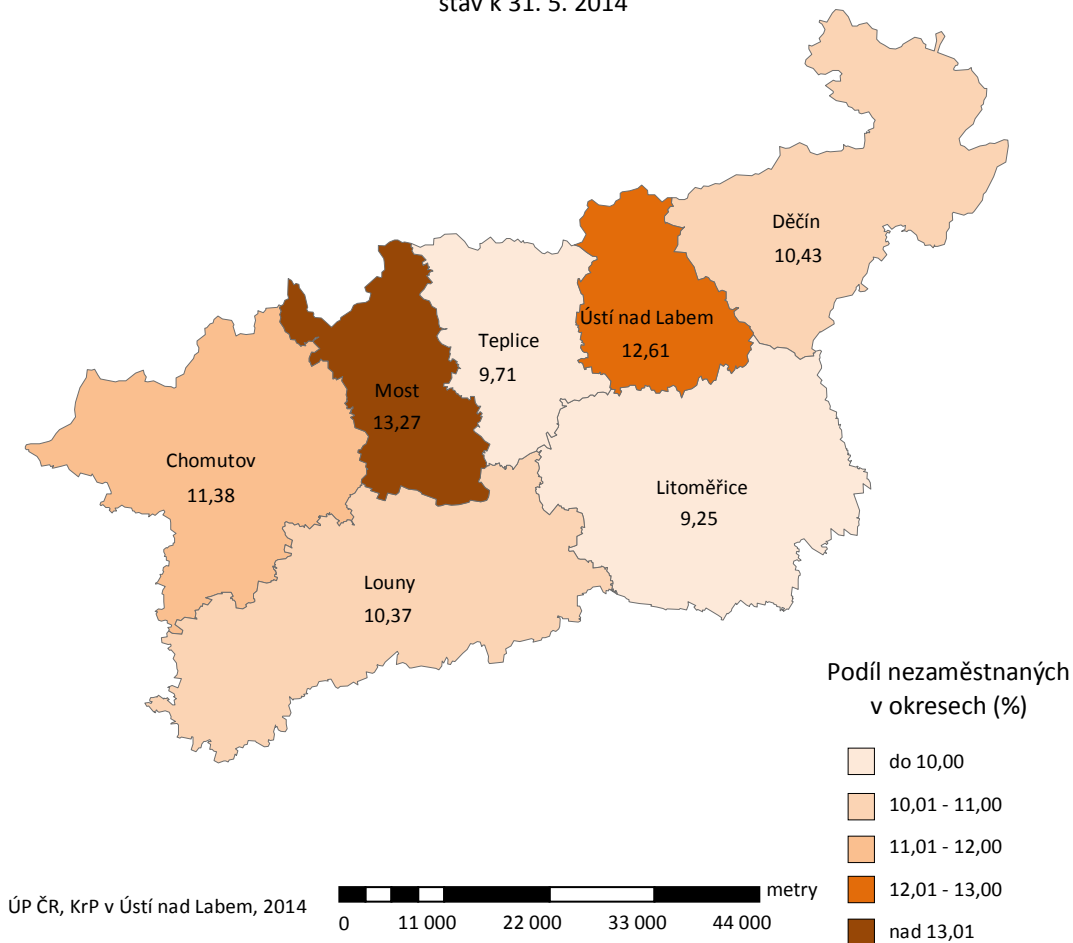 stav k 31. 5. 2014
Děčín
10,43
Ústí nad Labem
12,61
Teplice
9,71
Most
13,27
Chomutov
11,38
Litoměřice
9,25
Louny
10,37
Podíl nezaměstnaných
v okresech (%)
do 10,00
10,01 - 11,00
11,01 - 12,00
12,01 - 13,00
nad 13,01
ÚP ČR, KrP v Ústí nad Labem, 2014
metry
0 11 000 22 000 33 000 44 000